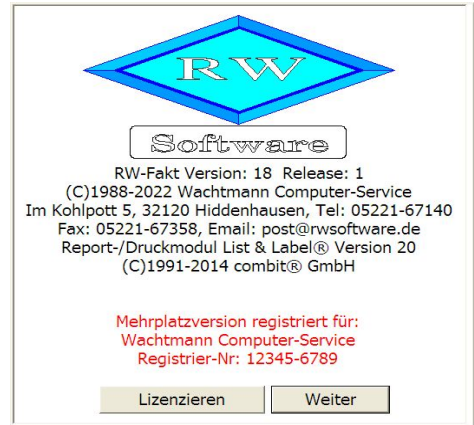 RW
Software
RW-Fakt Version: 18 Release: 1
(C)1988-2022 Wachtmann Computer-Service
Im Kohlpott 5, 32120 Hiddenhausen, Tel: 05221-67140
Fax: 05221-67358, Email: post@rwsoftware.de
Report-/Druckmodul List & Label® Version 20
(C)1991-2014 combit® GmbH
Mehrplatzversion registriert für:
Wachtmann Computer-Service
Registrier-Nr: 12345-6789
Lizenzieren Weiter